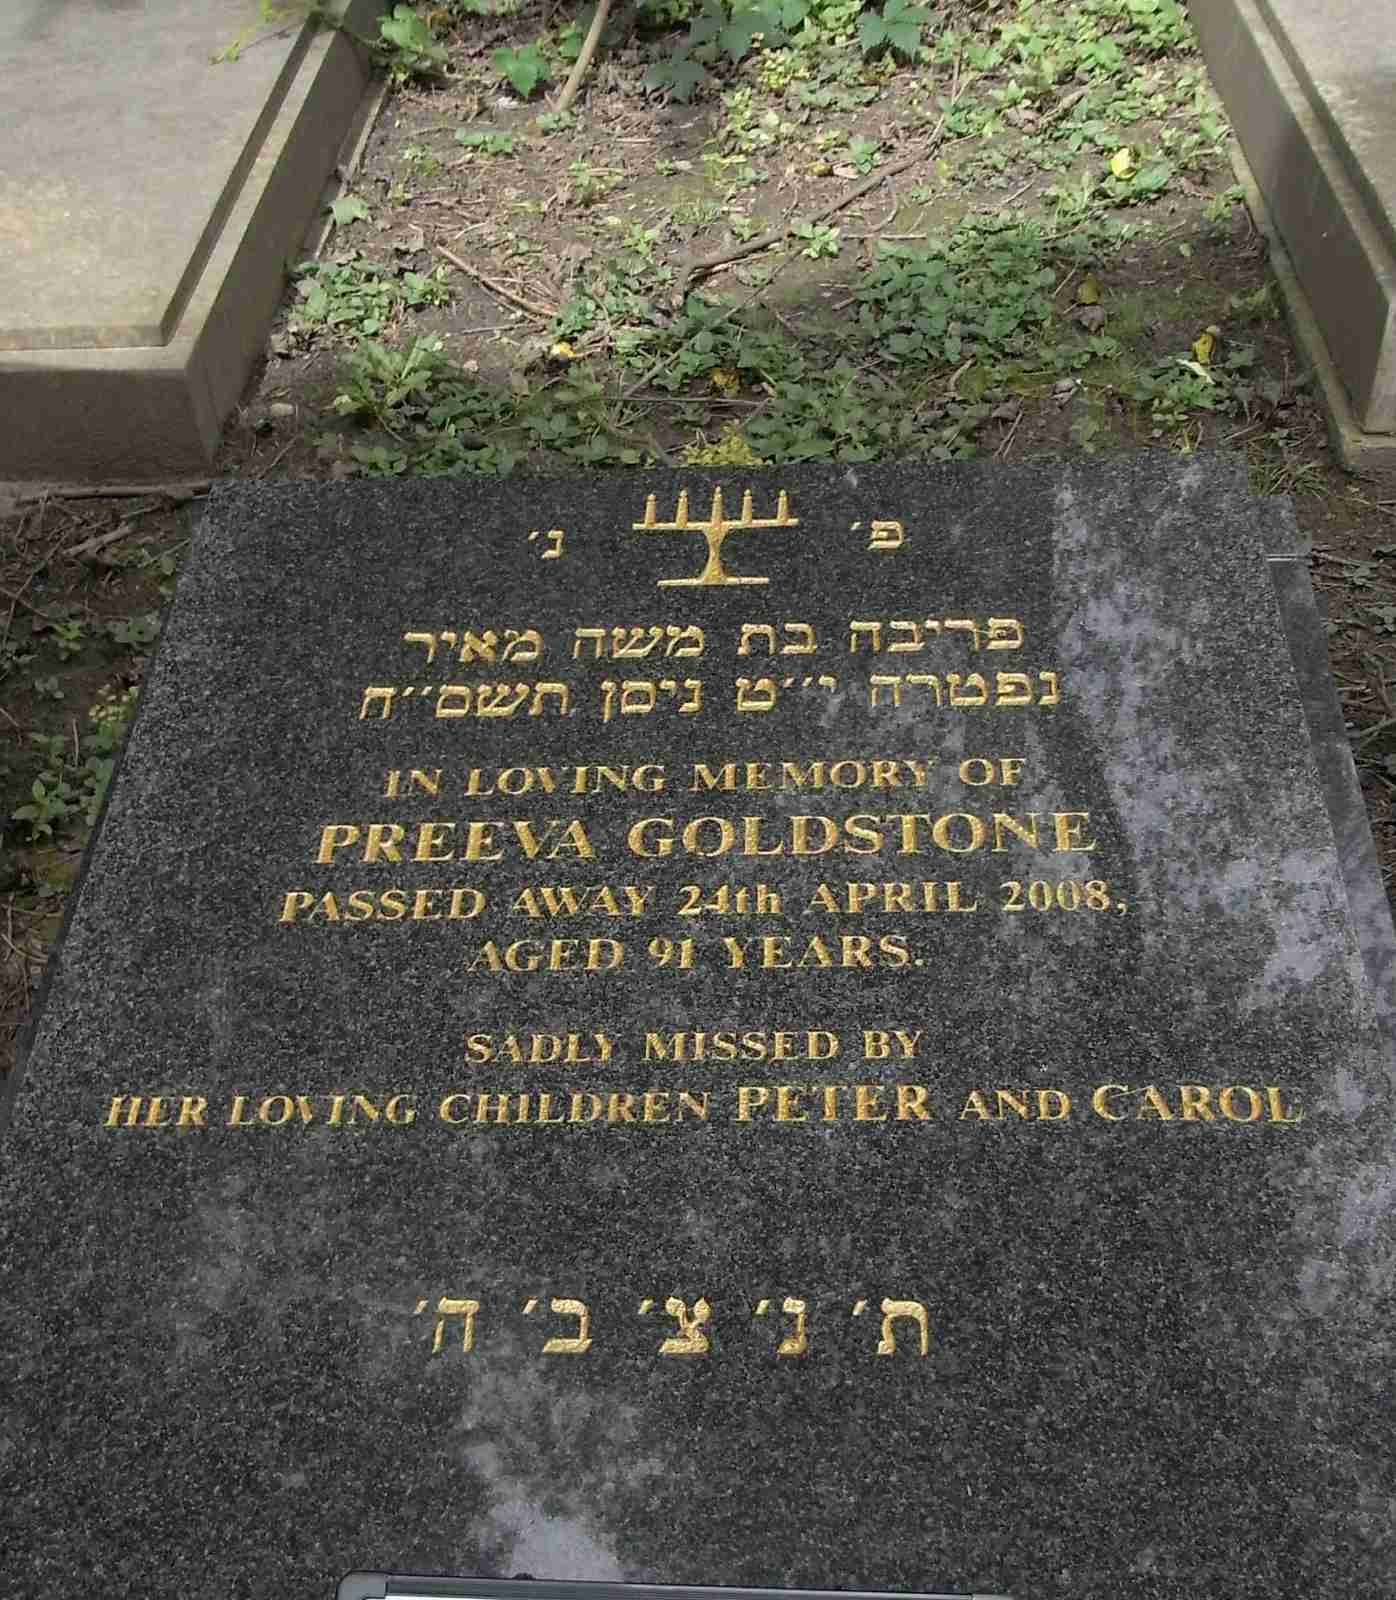 פ׳ נ׳
פריבה בת משה מאיר
נפטרה י׳׳ט ניסן תשס׳׳ח
IN LOVING MEMORY OF
PREEVA GOLDSTONE
PASSED AWAY 24th APRIL 2008,
AGED 91 YEARS.
SADLY MISSED BY
HER LOVING CHILDREN PETER AND CAROL
ת׳ נ׳ צ׳ ב׳ ה׳